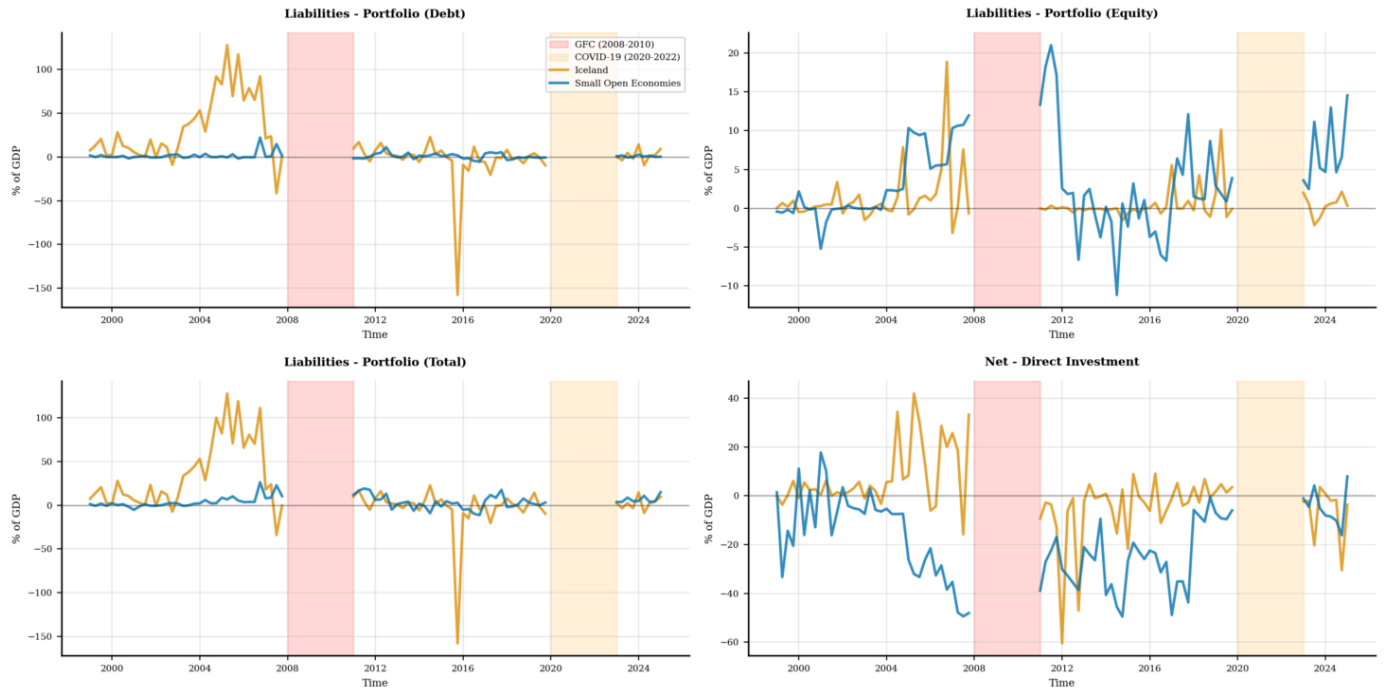 Liabilities - Portfolio (Debt)
% of GDP
100
50
0
−50
−100
−150
GFC (2008-2010)
COVID-19 (2020-2022)
Iceland
Small Open Economies
2000 2004 2008 2012 2016 2020 2024
Time
Liabilities - Portfolio (Equity)
% of GDP
20
15
10
5
0
−5
−10
2000 2004 2008 2012 2016 2020 2024
Time
Liabilities - Portfolio (Total)
% of GDP
100
50
0
−50
−100
−150
2000 2004 2008 2012 2016 2020 2024
Time
Net - Direct Investment
% of GDP
40
20
0
−20
−40
−60
2000 2004 2008 2012 2016 2020 2024
Time